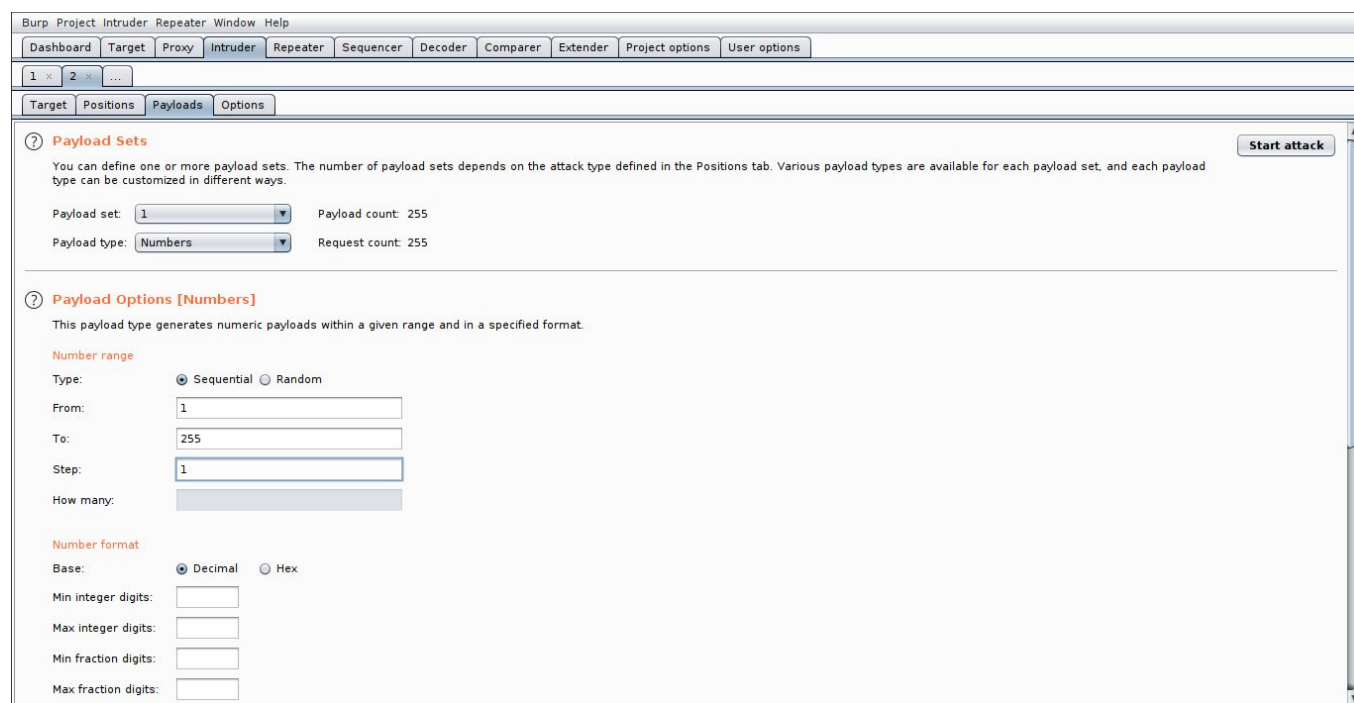 Burp Project Intruder Repeater Window Help
Dashboard Target Proxy Intruder Repeater Sequencer Decoder Comparer Extender Project options User options
1 × 2 × ...
Target Positions Payloads Options
? Payload Sets
Start attack
You can define one or more payload sets. The number of payload sets depends on the attack type defined in the Positions tab. Various payload types are available for each payload set, and each payload
type can be customized in different ways.
Payload set: 1 Payload count: 255
Payload type: Numbers Request count: 255
? Payload Options [Numbers]
This payload type generates numeric payloads within a given range and in a specified format.
Number range
Type: Sequential Random
From: 1
To: 255
Step: 1
How many:
Number format
Base: Decimal Hex
Min integer digits:
Max integer digits:
Min fraction digits:
Max fraction digits: